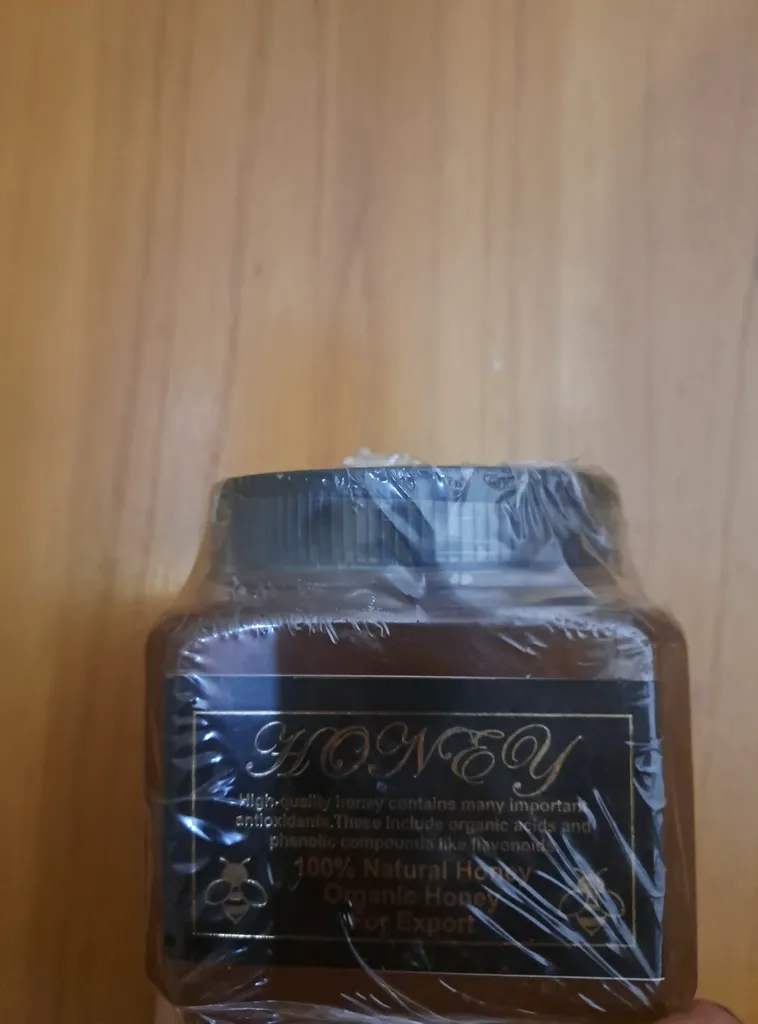 HONEY
High-quality honey contains many important
antioxidants.These include organic acids and
phenolic compounds like flavonoids.
100% Natural Honey
Organic Honey
For Export